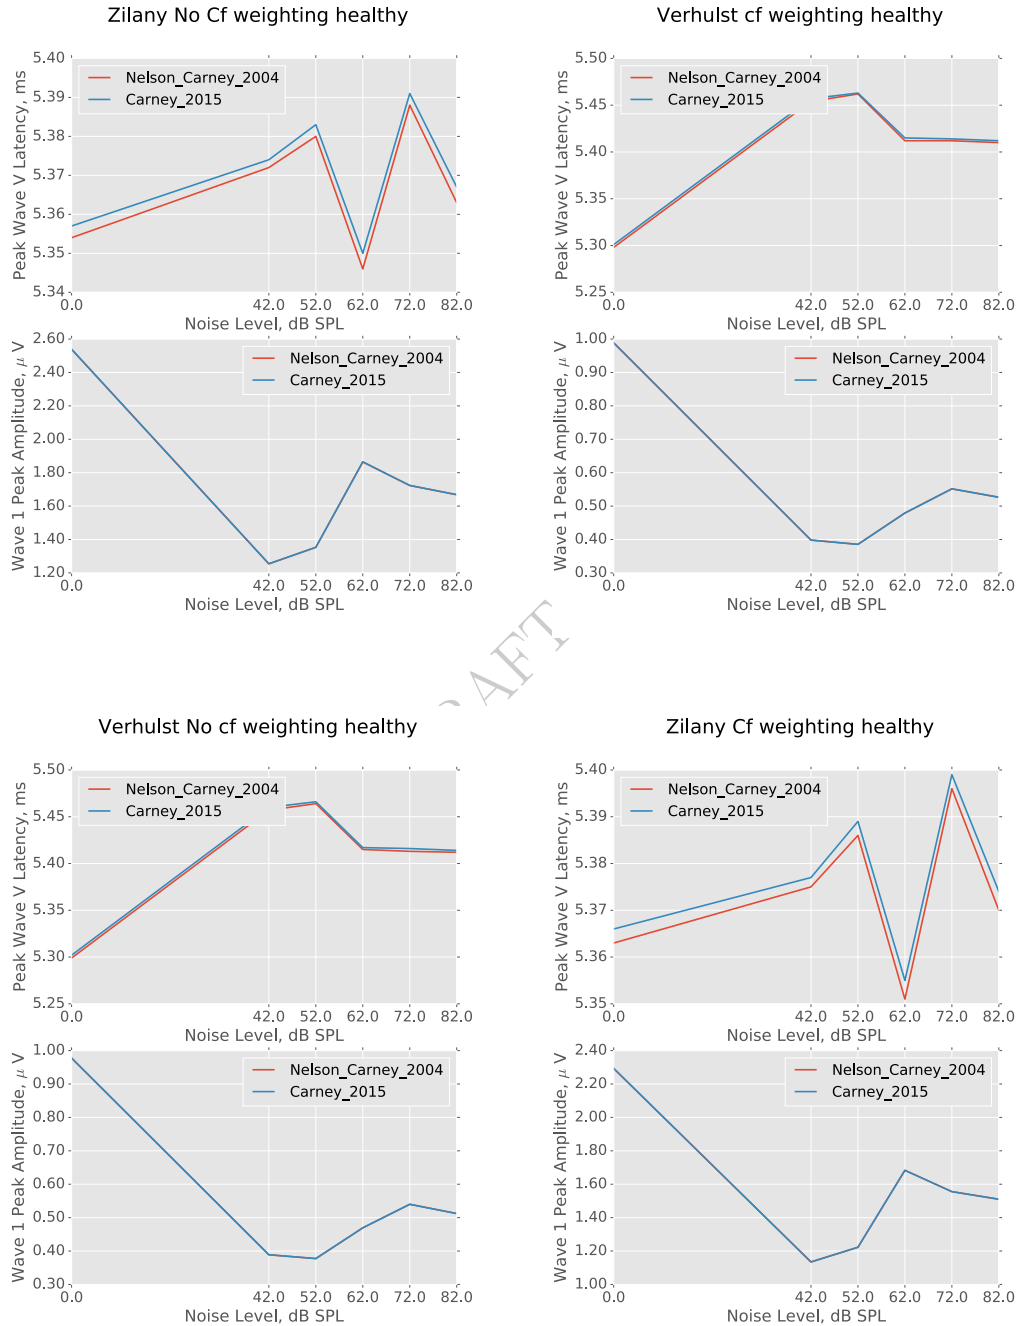 Zilany No Cf weighting healthy
5.40
5.39
5.38
5.37
5.36
5.35
5.34
Peak Wave V Latency, ms
Nelson_Carney_2004
Carney_2015
0.0 42.0 52.0 62.0 72.0 82.0
Noise Level, dB SPL
2.60
2.40
2.20
2.00
1.80
1.60
1.40
1.20
Wave 1 Peak Amplitude, μ V
Nelson_Carney_2004
Carney_2015
0.0 42.0 52.0 62.0 72.0 82.0
Noise Level, dB SPL
Verhulst cf weighting healthy
5.50
5.45
5.40
5.35
5.30
5.25
Peak Wave V Latency, ms
Nelson_Carney_2004
Carney_2015
0.0 42.0 52.0 62.0 72.0 82.0
Noise Level, dB SPL
1.00
0.90
0.80
0.70
0.60
0.50
0.40
0.30
Wave 1 Peak Amplitude, μ V
Nelson_Carney_2004
Carney_2015
0.0 42.0 52.0 62.0 72.0 82.0
Noise Level, dB SPL
RAFT
Verhulst No cf weighting healthy
5.50
5.45
5.40
5.35
5.30
5.25
Peak Wave V Latency, ms
Nelson_Carney_2004
Carney_2015
0.0 42.0 52.0 62.0 72.0 82.0
Noise Level, dB SPL
1.00
0.90
0.80
0.70
0.60
0.50
0.40
0.30
Wave 1 Peak Amplitude, μ V
Nelson_Carney_2004
Carney_2015
0.0 42.0 52.0 62.0 72.0 82.0
Noise Level, dB SPL
Zilany Cf weighting healthy
5.40
5.39
5.38
5.37
5.36
5.35
Peak Wave V Latency, ms
Nelson_Carney_2004
Carney_2015
0.0 42.0 52.0 62.0 72.0 82.0
Noise Level, dB SPL
2.40
2.20
2.00
1.80
1.60
1.40
1.20
1.00
Wave 1 Peak Amplitude, μ V
Nelson_Carney_2004
Carney_2015
0.0 42.0 52.0 62.0 72.0 82.0
Noise Level, dB SPL